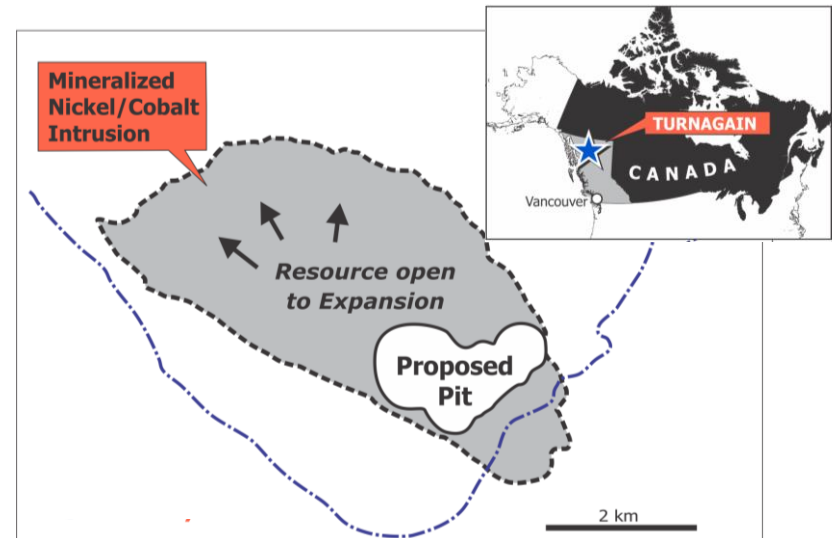 Mineralized
Nickel/Cobalt
Intrusion
TURNAGAIN
CANADA
Vancouver
Resource open
to Expansion
Proposed
Pit
2 km